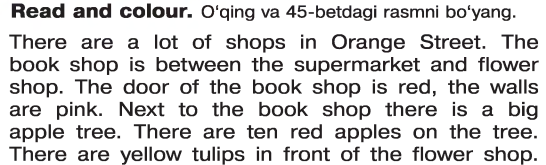 Read and colour. O‘qing va 45-betdagi rasmni bo‘yang.
There are a lot of shops in Orange Street. The
book shop is between the supermarket and flower
shop. The door of the book shop is red, the walls
are pink. Next to the book shop there is a big
apple tree. There are ten red apples on the tree.
There are yellow tulips in front of the flower shop.